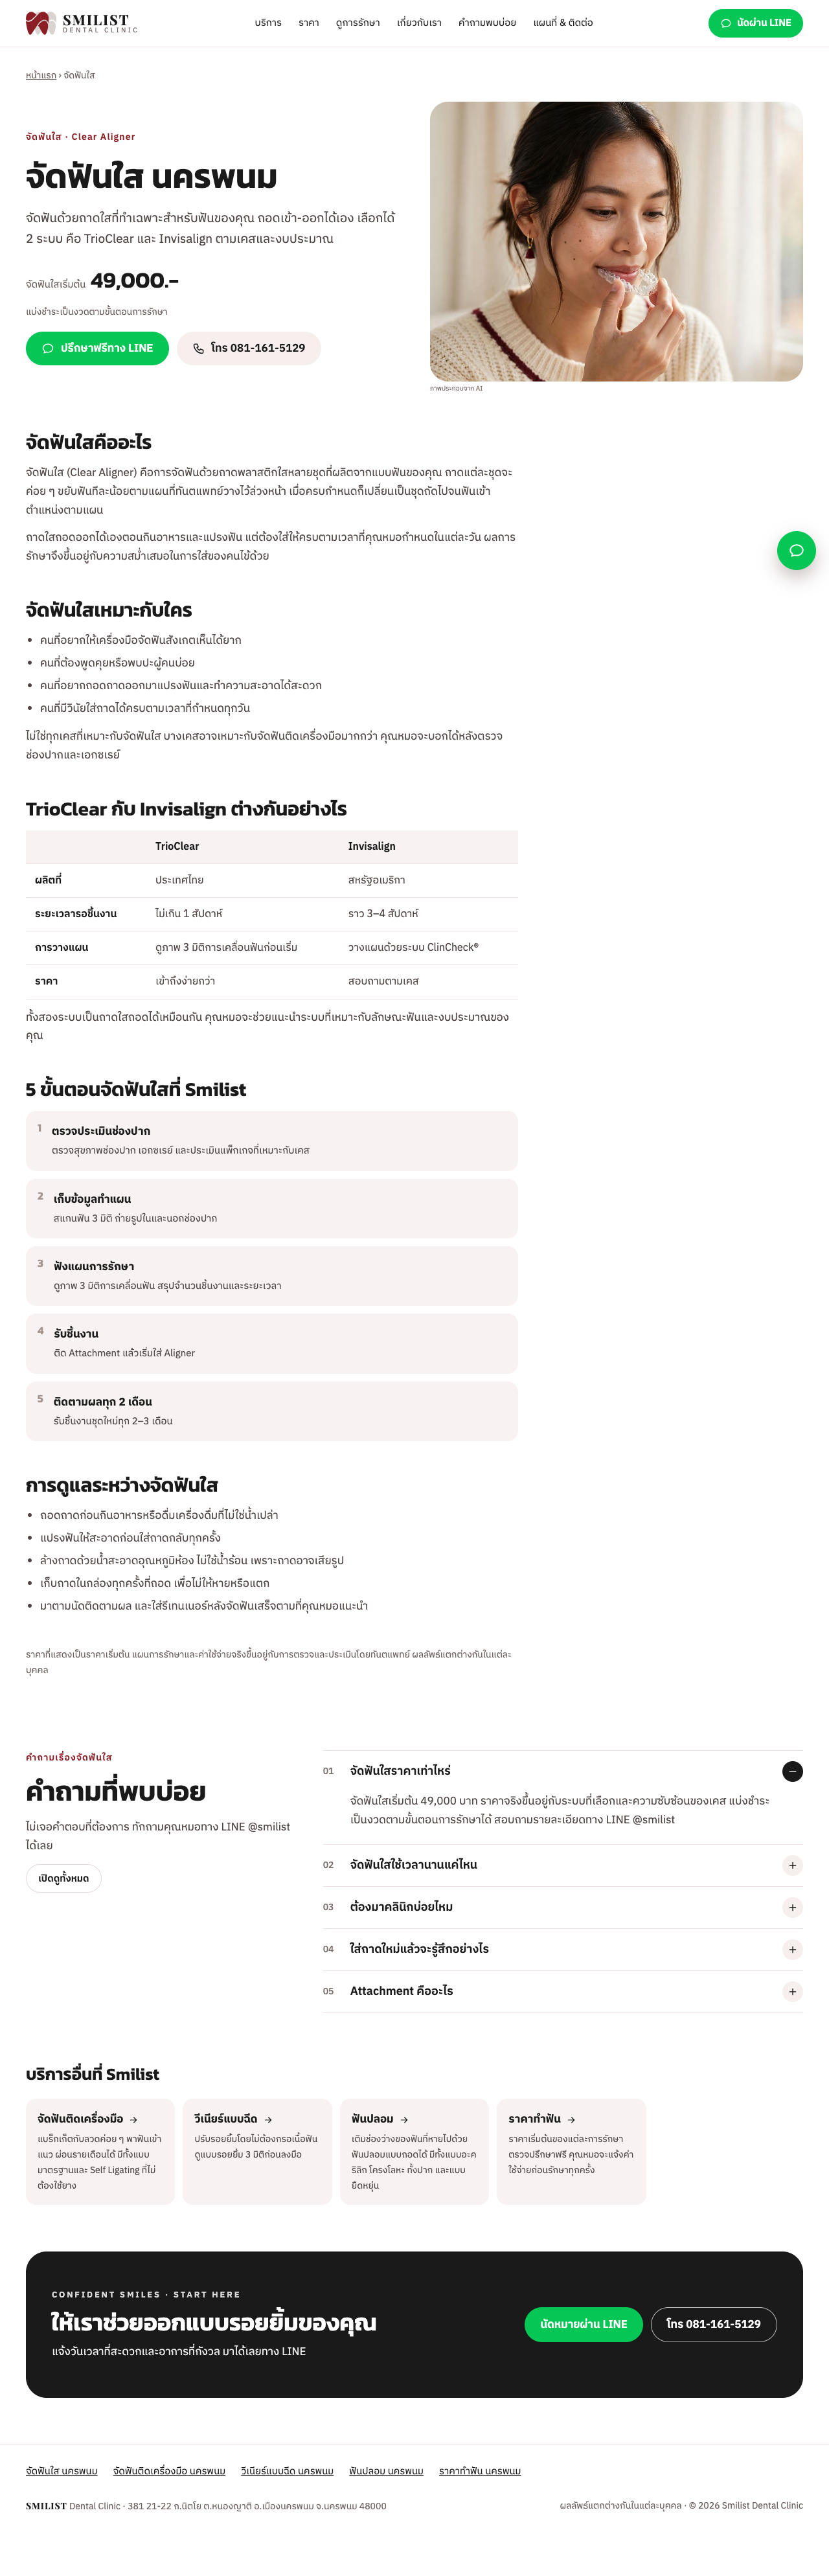 SMILIST
DENTAL CLINIC
บริการ ราคา ดูการรักษา เกี่ยวกับเรา คำถามพบบ่อย แผนที่ & ติดต่อ
นัดผ่าน LINE
หน้าแรก › จัดฟันใส
จัดฟันใส · Clear Aligner
จัดฟันใส นครพนม
จัดฟันด้วยถาดใสที่ทำเฉพาะสำหรับฟันของคุณ ถอดเข้า-ออกได้เอง เลือกได้
2 ระบบ คือ TrioClear และ Invisalign ตามเคสและงบประมาณ
จัดฟันใสเริ่มต้น 49,000.-
แบ่งชำระเป็นงวดตามขั้นตอนการรักษา
ปรึกษาฟรีทาง LINE
โทร 081-161-5129
ภาพประกอบจาก AI
จัดฟันใสคืออะไร
จัดฟันใส (Clear Aligner) คือการจัดฟันด้วยถาดพลาสติกใสหลายชุดที่ผลิตจากแบบฟันของคุณ ถาดแต่ละชุดจะ
ค่อย ๆ ขยับฟันทีละน้อยตามแผนที่ทันตแพทย์วางไว้ล่วงหน้า เมื่อครบกำหนดก็เปลี่ยนเป็นชุดถัดไปจนฟันเข้า
ตำแหน่งตามแผน
ถาดใสถอดออกได้เองตอนกินอาหารและแปรงฟัน แต่ต้องใส่ให้ครบตามเวลาที่คุณหมอกำหนดในแต่ละวัน ผลการ
รักษาจึงขึ้นอยู่กับความสม่ำเสมอในการใส่ของคนไข้ด้วย
จัดฟันใสเหมาะกับใคร
• คนที่อยากให้เครื่องมือจัดฟันสังเกตเห็นได้ยาก
• คนที่ต้องพูดคุยหรือพบปะผู้คนบ่อย
• คนที่อยากถอดถาดออกมาแปรงฟันและทำความสะอาดได้สะดวก
• คนที่มีวินัยใส่ถาดได้ครบตามเวลาที่กำหนดทุกวัน
ไม่ใช่ทุกเคสที่เหมาะกับจัดฟันใส บางเคสอาจเหมาะกับจัดฟันติดเครื่องมือมากกว่า คุณหมอจะบอกได้หลังตรวจ
ช่องปากและเอกซเรย์
TrioClear กับ Invisalign ต่างกันอย่างไร
TrioClear Invisalign
ผลิตที่ ประเทศไทย สหรัฐอเมริกา
ระยะเวลารอชิ้นงาน ไม่เกิน 1 สัปดาห์ ราว 3–4 สัปดาห์
การวางแผน ดูภาพ 3 มิติการเคลื่อนฟันก่อนเริ่ม วางแผนด้วยระบบ ClinCheck®
ราคา เข้าถึงง่ายกว่า สอบถามตามเคส
ทั้งสองระบบเป็นถาดใสถอดได้เหมือนกัน คุณหมอจะช่วยแนะนำระบบที่เหมาะกับลักษณะฟันและงบประมาณของ
คุณ
5 ขั้นตอนจัดฟันใสที่ Smilist
1 ตรวจประเมินช่องปาก
ตรวจสุขภาพช่องปาก เอกซเรย์ และประเมินแพ็กเกจที่เหมาะกับเคส
2 เก็บข้อมูลทำแผน
สแกนฟัน 3 มิติ ถ่ายรูปในและนอกช่องปาก
3 ฟังแผนการรักษา
ดูภาพ 3 มิติการเคลื่อนฟัน สรุปจำนวนชิ้นงานและระยะเวลา
4 รับชิ้นงาน
ติด Attachment แล้วเริ่มใส่ Aligner
5 ติดตามผลทุก 2 เดือน
รับชิ้นงานชุดใหม่ทุก 2–3 เดือน
การดูแลระหว่างจัดฟันใส
• ถอดถาดก่อนกินอาหารหรือดื่มเครื่องดื่มที่ไม่ใช่น้ำเปล่า
• แปรงฟันให้สะอาดก่อนใส่ถาดกลับทุกครั้ง
• ล้างถาดด้วยน้ำสะอาดอุณหภูมิห้อง ไม่ใช้น้ำร้อน เพราะถาดอาจเสียรูป
• เก็บถาดในกล่องทุกครั้งที่ถอด เพื่อไม่ให้หายหรือแตก
• มาตามนัดติดตามผล และใส่รีเทนเนอร์หลังจัดฟันเสร็จตามที่คุณหมอแนะนำ
ราคาที่แสดงเป็นราคาเริ่มต้น แผนการรักษาและค่าใช้จ่ายจริงขึ้นอยู่กับการตรวจและประเมินโดยทันตแพทย์ ผลลัพธ์แตกต่างกันในแต่ละ
บุคคล
คำถามเรื่องจัดฟันใส
คำถามที่พบบ่อย
ไม่เจอคำตอบที่ต้องการ ทักถามคุณหมอทาง LINE @smilist
ได้เลย
เปิดดูทั้งหมด
01 จัดฟันใสราคาเท่าไหร่
จัดฟันใสเริ่มต้น 49,000 บาท ราคาจริงขึ้นอยู่กับระบบที่เลือกและความซับซ้อนของเคส แบ่งชำระ
เป็นงวดตามขั้นตอนการรักษาได้ สอบถามรายละเอียดทาง LINE @smilist
02 จัดฟันใสใช้เวลานานแค่ไหน
03 ต้องมาคลินิกบ่อยไหม
04 ใส่ถาดใหม่แล้วจะรู้สึกอย่างไร
05 Attachment คืออะไร
บริการอื่นที่ Smilist
จัดฟันติดเครื่องมือ →
แบร็กเก็ตกับลวดค่อย ๆ พาฟันเข้า
แนว ผ่อนรายเดือนได้ มีทั้งแบบ
มาตรฐานและ Self Ligating ที่ไม่
ต้องใช้ยาง
วีเนียร์แบบฉีด →
ปรับรอยยิ้มโดยไม่ต้องกรอเนื้อฟัน
ดูแบบรอยยิ้ม 3 มิติก่อนลงมือ
ฟันปลอม →
เติมช่องว่างของฟันที่หายไปด้วย
ฟันปลอมแบบถอดได้ มีทั้งแบบอะค
ริลิก โครงโลหะ ทั้งปาก และแบบ
ยืดหยุ่น
ราคาทำฟัน →
ราคาเริ่มต้นของแต่ละการรักษา
ตรวจปรึกษาฟรี คุณหมอจะแจ้งค่า
ใช้จ่ายก่อนรักษาทุกครั้ง
CONFIDENT SMILES · START HERE
ให้เราช่วยออกแบบรอยยิ้มของคุณ
แจ้งวันเวลาที่สะดวกและอาการที่กังวล มาได้เลยทาง LINE
นัดหมายผ่าน LINE
โทร 081-161-5129
จัดฟันใส นครพนม จัดฟันติดเครื่องมือ นครพนม วีเนียร์แบบฉีด นครพนม ฟันปลอม นครพนม ราคาทำฟัน นครพนม
SMILIST Dental Clinic · 381 21-22 ถ.นิตโย ต.หนองญาติ อ.เมืองนครพนม จ.นครพนม 48000
ผลลัพธ์แตกต่างกันในแต่ละบุคคล · © 2026 Smilist Dental Clinic